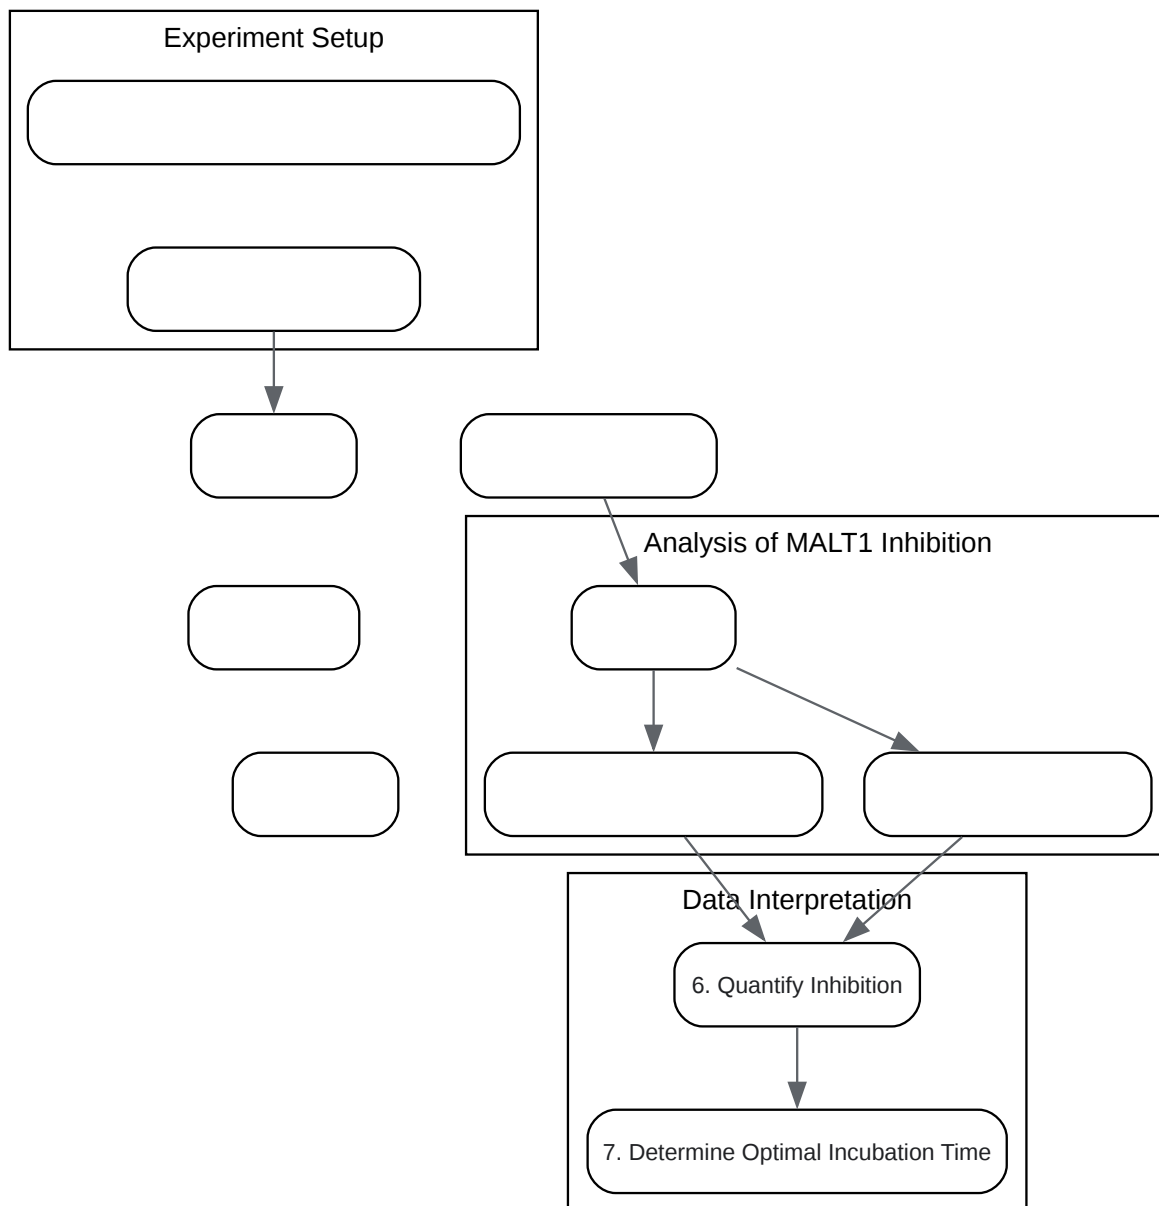 Experiment Setup
Analysis of MALT1 Inhibition
Data Interpretation
6. Quantify Inhibition
7. Determine Optimal Incubation Time